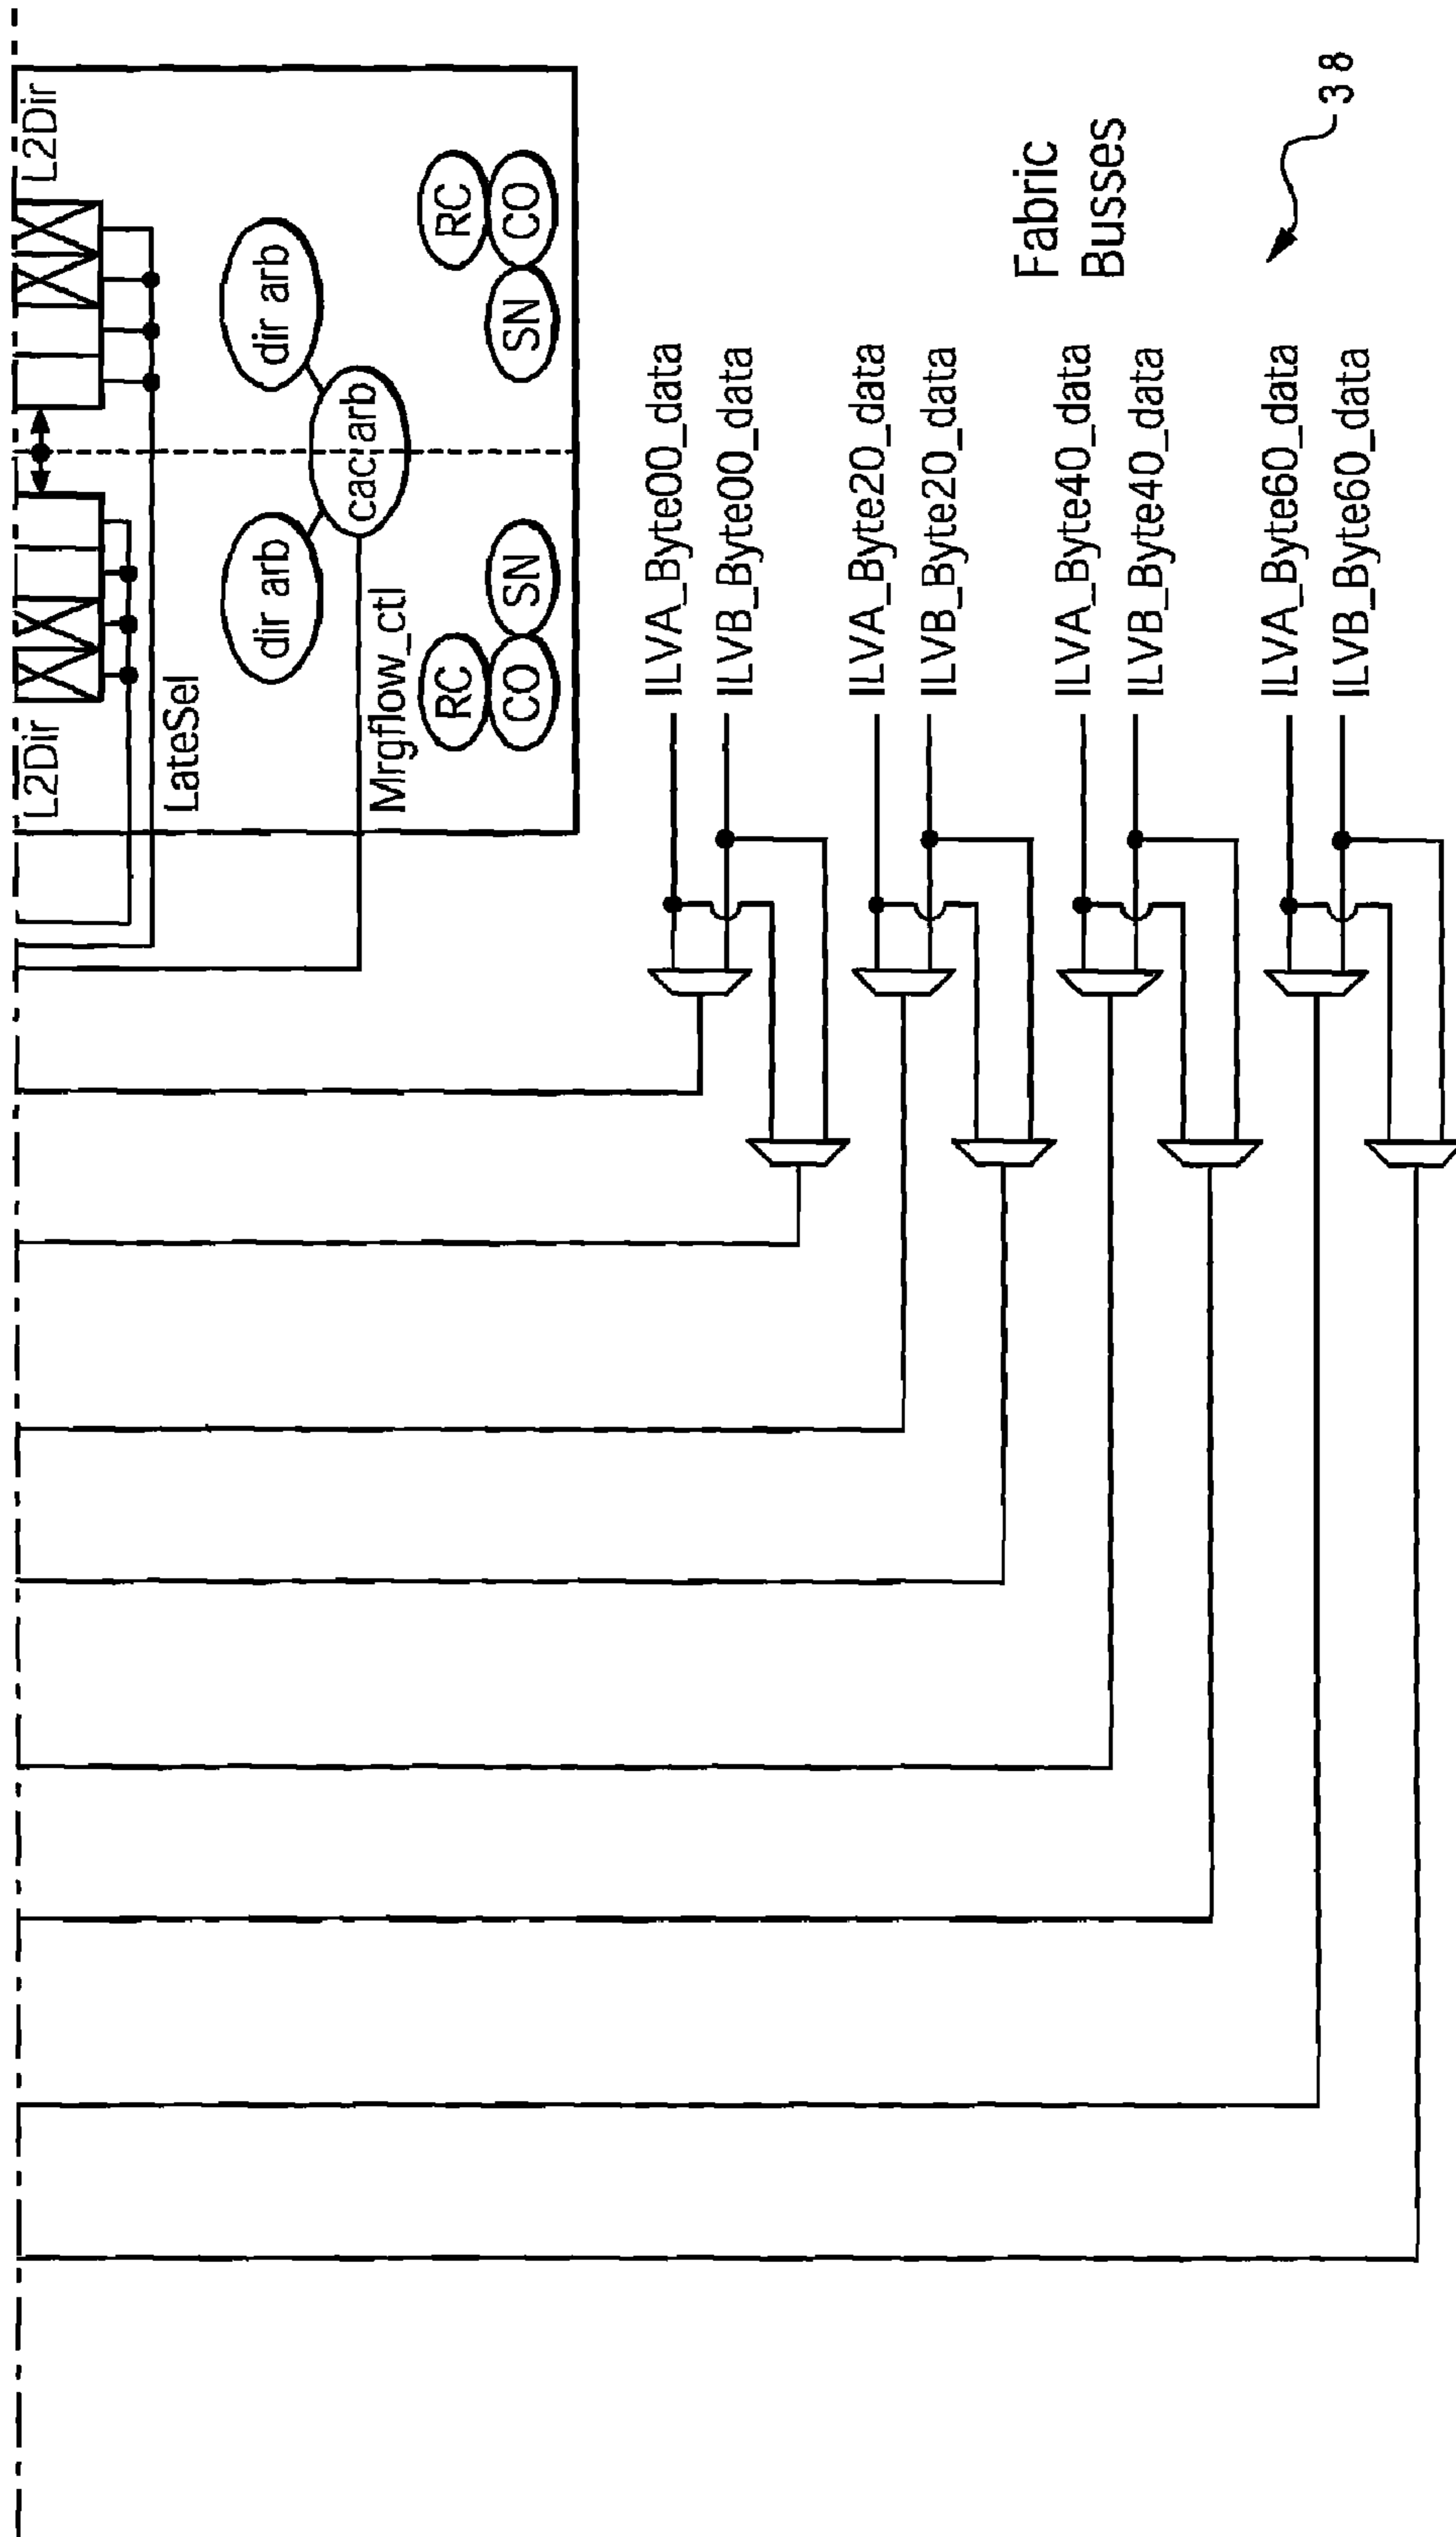 L2Dir
L2Dir
LateSel
dir arb
dir arb
cac arb
Mrgflow_ctl
RC
CO
SN
SN
RC
CO
ILVA_Byte00_data
ILVB_Byte00_data
ILVA_Byte20_data
ILVB_Byte20_data
ILVA_Byte40_data
ILVB_Byte40_data
ILVA_Byte60_data
ILVB_Byte60_data
Fabric
Busses
38